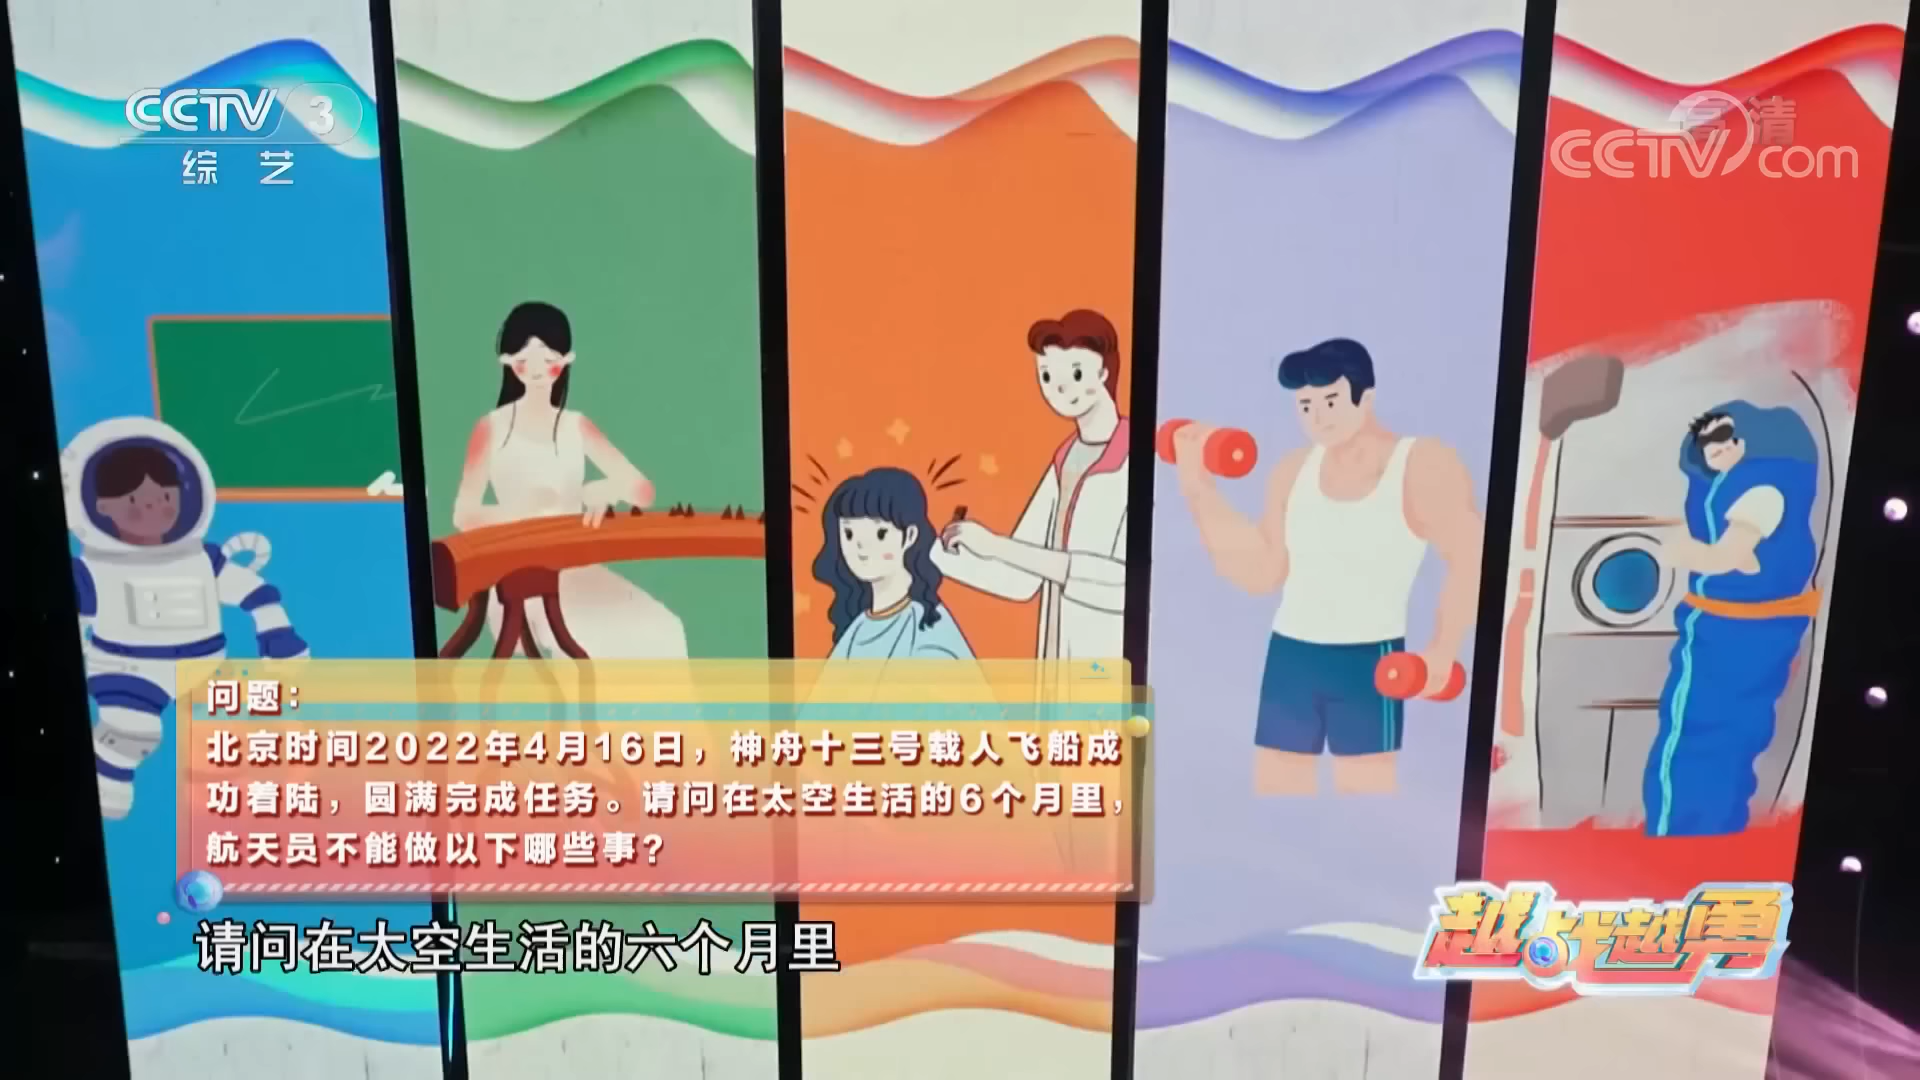 CCTV 3
综艺
高清
CCTV.com
问题：
北京时间2022年4月16日，神舟十三号载人飞船成
功着陆，圆满完成任务。请问在太空生活的6个月里，
航天员不能做以下哪些事？
请问在太空生活的六个月里
越战越勇